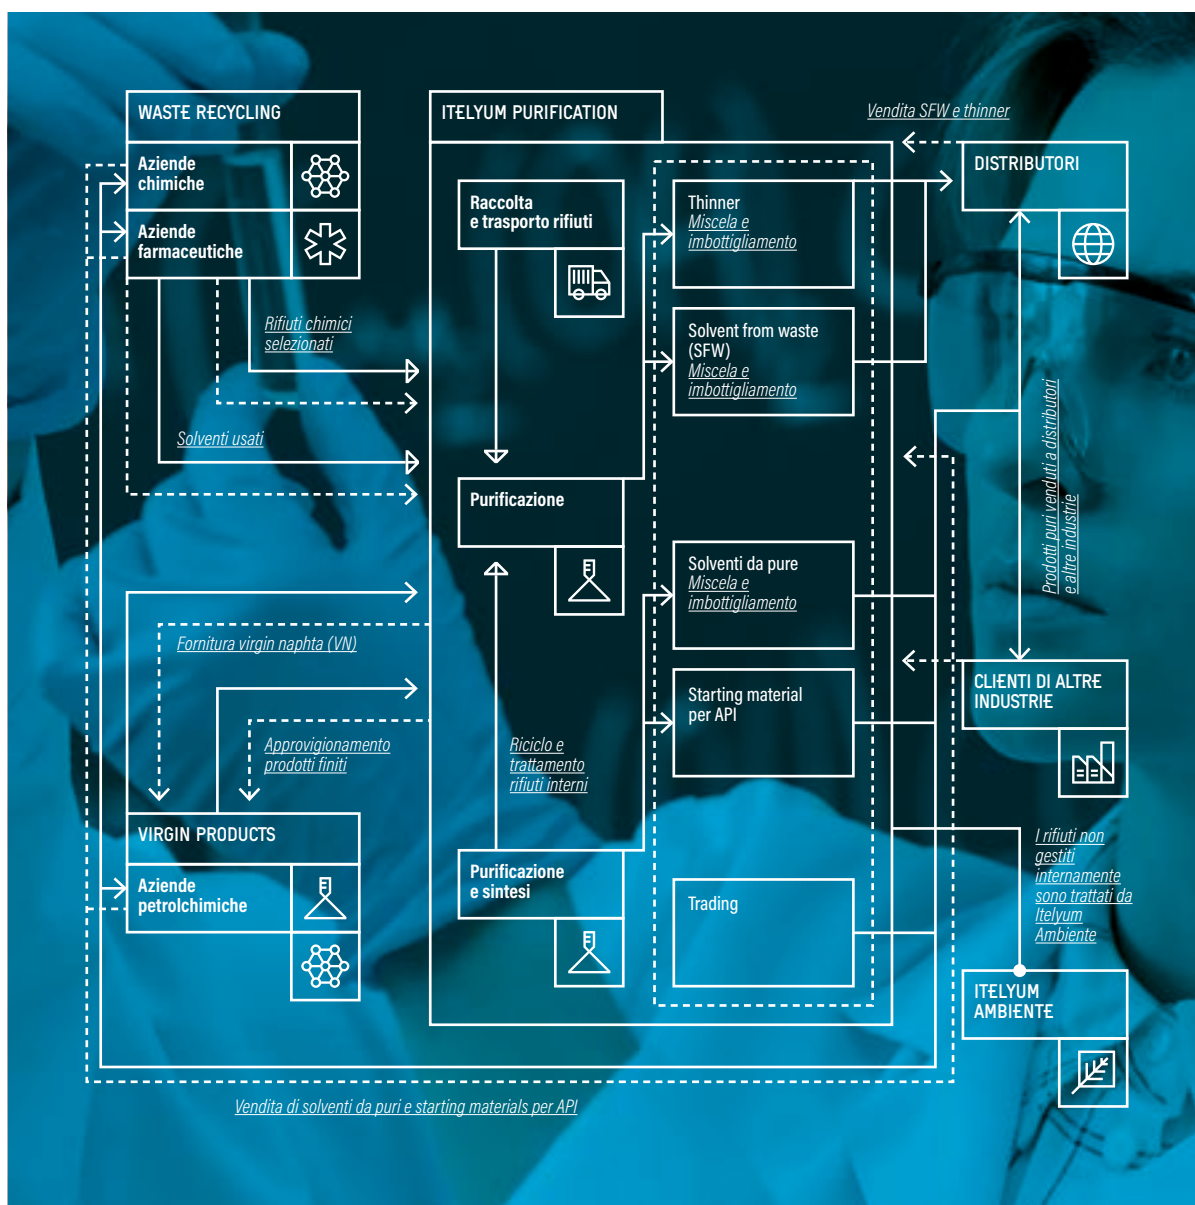 WASTE RECYCLING
Aziende
chimiche
Aziende
farmaceutiche
Rifiuti chimici
selezionati
Solventi usati
Fornitura virgin naphta (VN)
Approvigionamento
prodotti finiti
VIRGIN PRODUCTS
Aziende
petrolchimiche
ITELYUM PURIFICATION
Raccolta
e trasporto rifiuti
Purificazione
Riciclo e
trattamento
rifiuti interni
Purificazione
e sintesi
Thinner
Miscela e
imbottigliamento
Solvent from waste
(SFW)
Miscela e
imbottigliamento
Solventi da pure
Miscela e
imbottigliamento
Starting material
per API
Trading
Vendita SFW e thinner
DISTRIBUTORI
Prodotti puri venduti a distributori
e altre industrie
CLIENTI DI ALTRE
INDUSTRIE
I rifiuti non
gestiti
internamente
sono trattati da
Itelyum
Ambiente
ITELYUM
AMBIENTE
Vendita di solventi da puri e starting materials per API